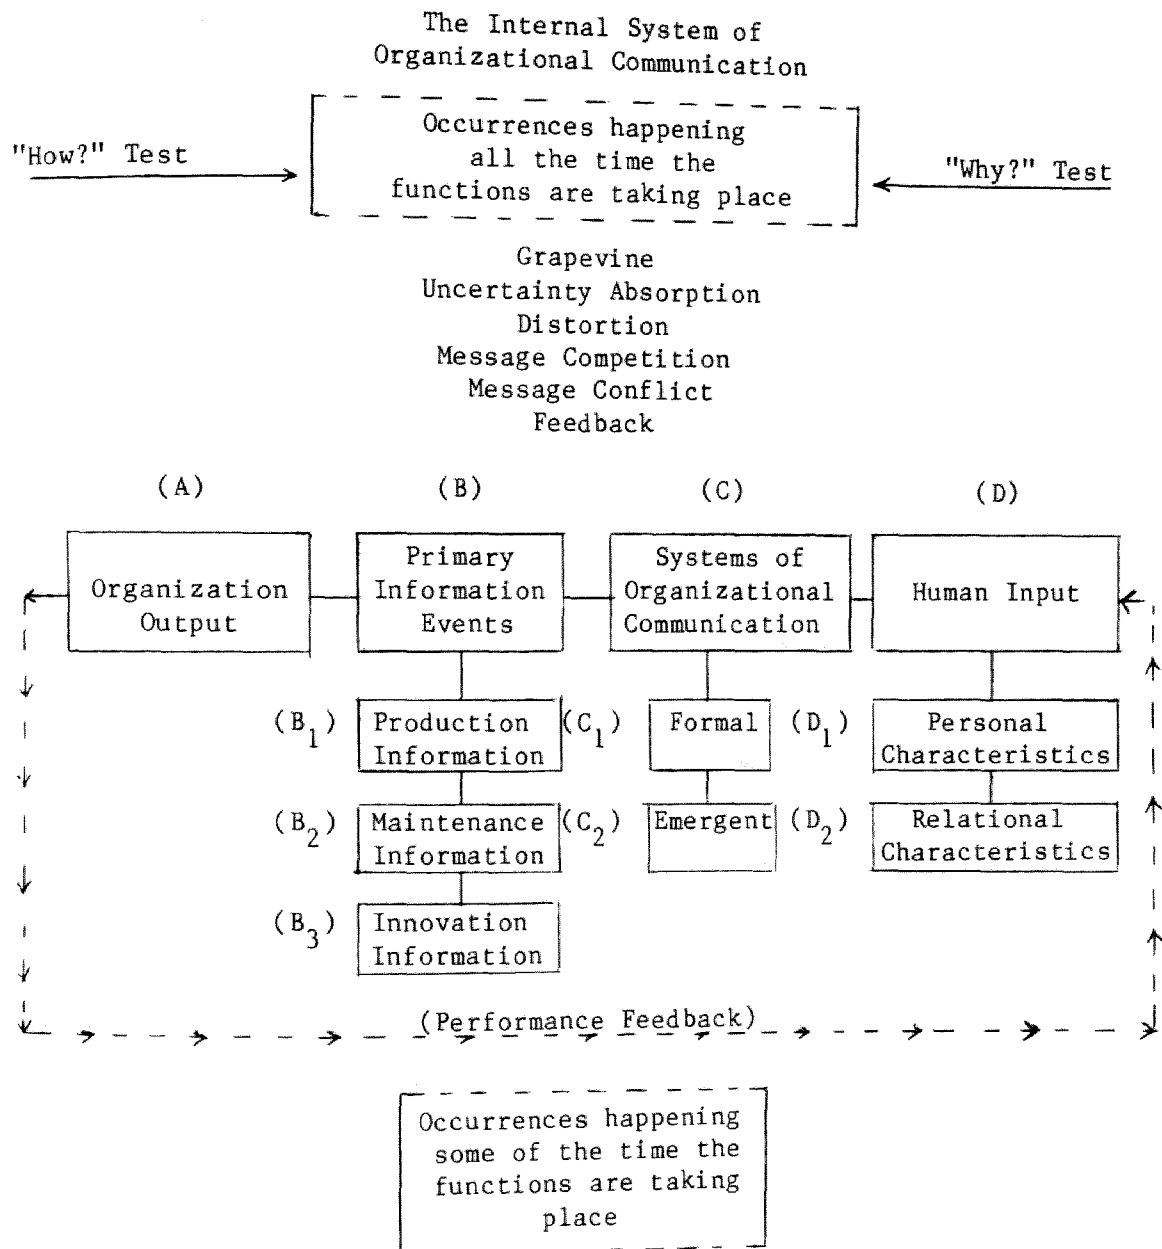 The Internal System of
Organizational Communication
Occurrences happening
all the time the
functions are taking place
"How?" Test
"Why?" Test
Grapevine
Uncertainty Absorption
Distortion
Message Competition
Message Conflict
Feedback
(A)
(B)
(C)
(D)
Organization
Output
Primary
Information
Events
Systems of
Organizational
Communication
Human Input
(B1)
Production
Information
(C1)
Formal
(D1)
Personal
Characteristics
(B2)
Maintenance
Information
(C2)
Emergent
(D2)
Relational
Characteristics
(B3)
Innovation
Information
(Performance Feedback)
Occurrences happening
some of the time the
functions are taking
place